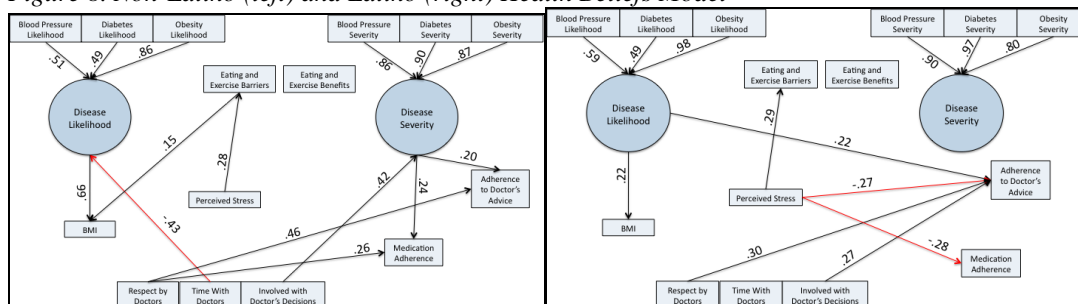 Figure 8. Non-Latino (left) and Latino (right) Health Beliefs Model
Blood Pressure Likelihood
Diabetes Likelihood
Obesity Likelihood
Blood Pressure Severity
Diabetes Severity
Obesity Severity
.51
.49
.86
.86
.90
.87
Eating and Exercise Barriers
Eating and Exercise Benefits
Disease Likelihood
Disease Severity
.15
.28
.20
.42
.24
.66
Adherence to Doctor's Advice
Perceived Stress
BMI
-.43
.46
.26
Medication Adherence
Respect by Doctors
Time With Doctors
Involved with Doctor's Decisions
Blood Pressure Likelihood
Diabetes Likelihood
Obesity Likelihood
Blood Pressure Severity
Diabetes Severity
Obesity Severity
.59
.49
.98
.90
.97
.80
Eating and Exercise Barriers
Eating and Exercise Benefits
Disease Likelihood
Disease Severity
.29
.22
.22
Adherence to Doctor's Advice
-.27
Perceived Stress
BMI
-.28
.30
.27
Medication Adherence
Respect by Doctors
Time With Doctors
Involved with Doctor's Decisions